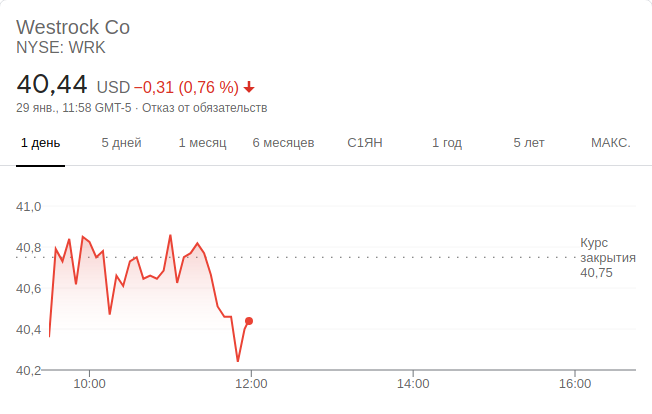 Westrock Co
NYSE: WRK
40,44 USD −0,31 (0,76 %)
29 янв., 11:58 GMT-5 · Отказ от обязательств
1 день 5 дней 1 месяц 6 месяцев С1ЯН 1 год 5 лет МАКС.
41,0
40,8
Курс
закрытия
40,75
40,6
40,4
40,2
10:00 12:00 14:00 16:00